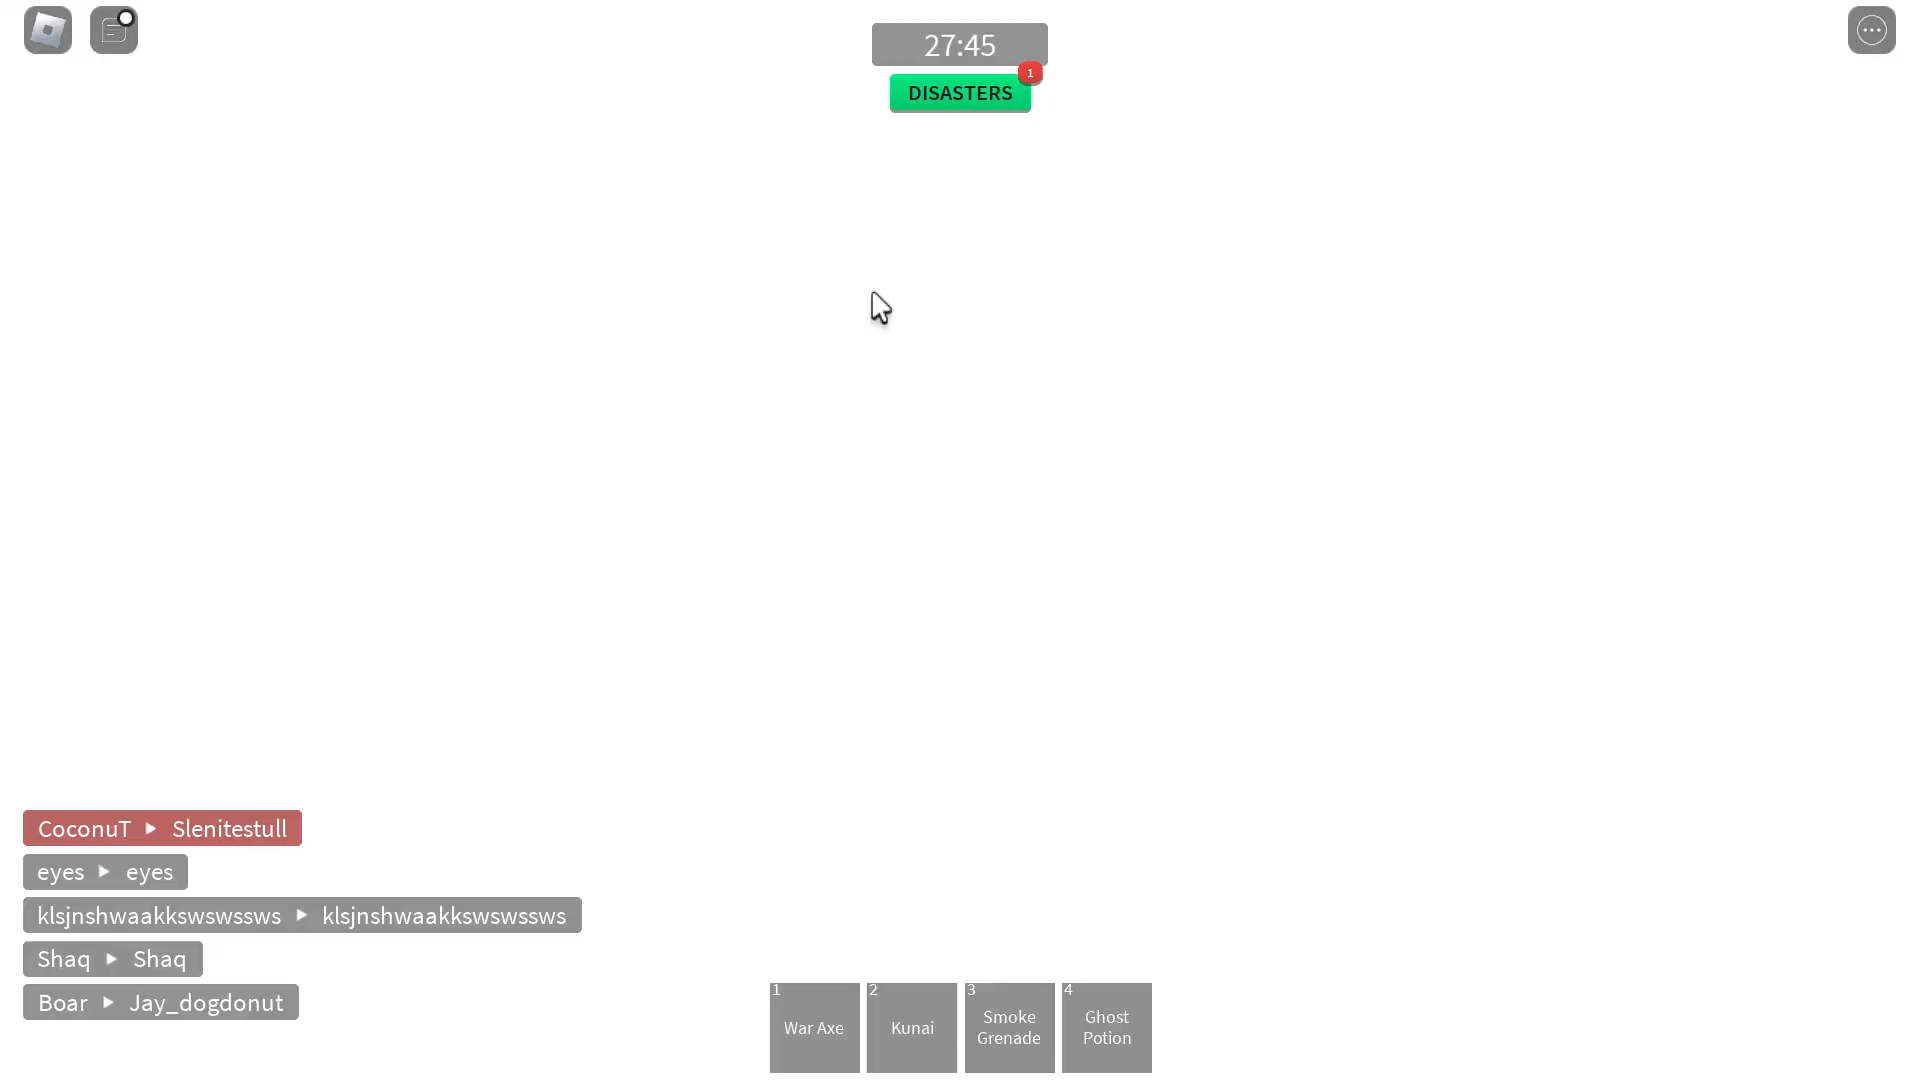 27:45
1
DISASTERS
CoconuT ▶ Slenitestull
eyes ▶ eyes
klsjnshwaakkswswssws ▶ klsjnshwaakkswswssws
Shaq ▶ Shaq
Boar ▶ Jay_dogdonut
1
War Axe
2
Kunai
3
Smoke
Grenade
4
Ghost
Potion